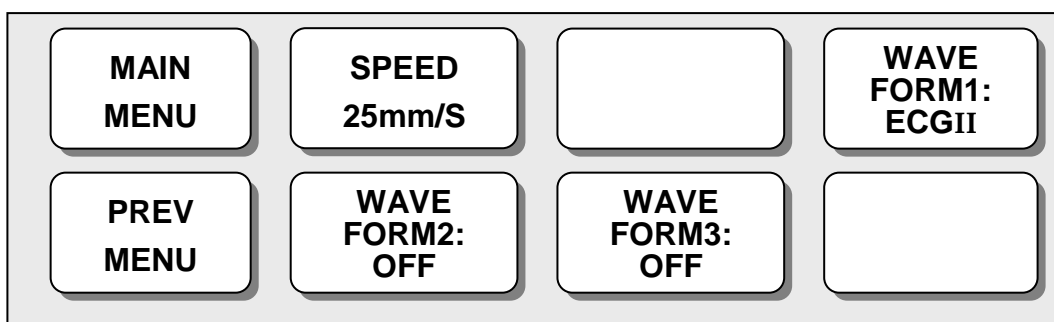 MAIN
MENU
SPEED
25mm/S
WAVE
FORM1:
ECGII
PREV
MENU
WAVE
FORM2:
OFF
WAVE
FORM3:
OFF